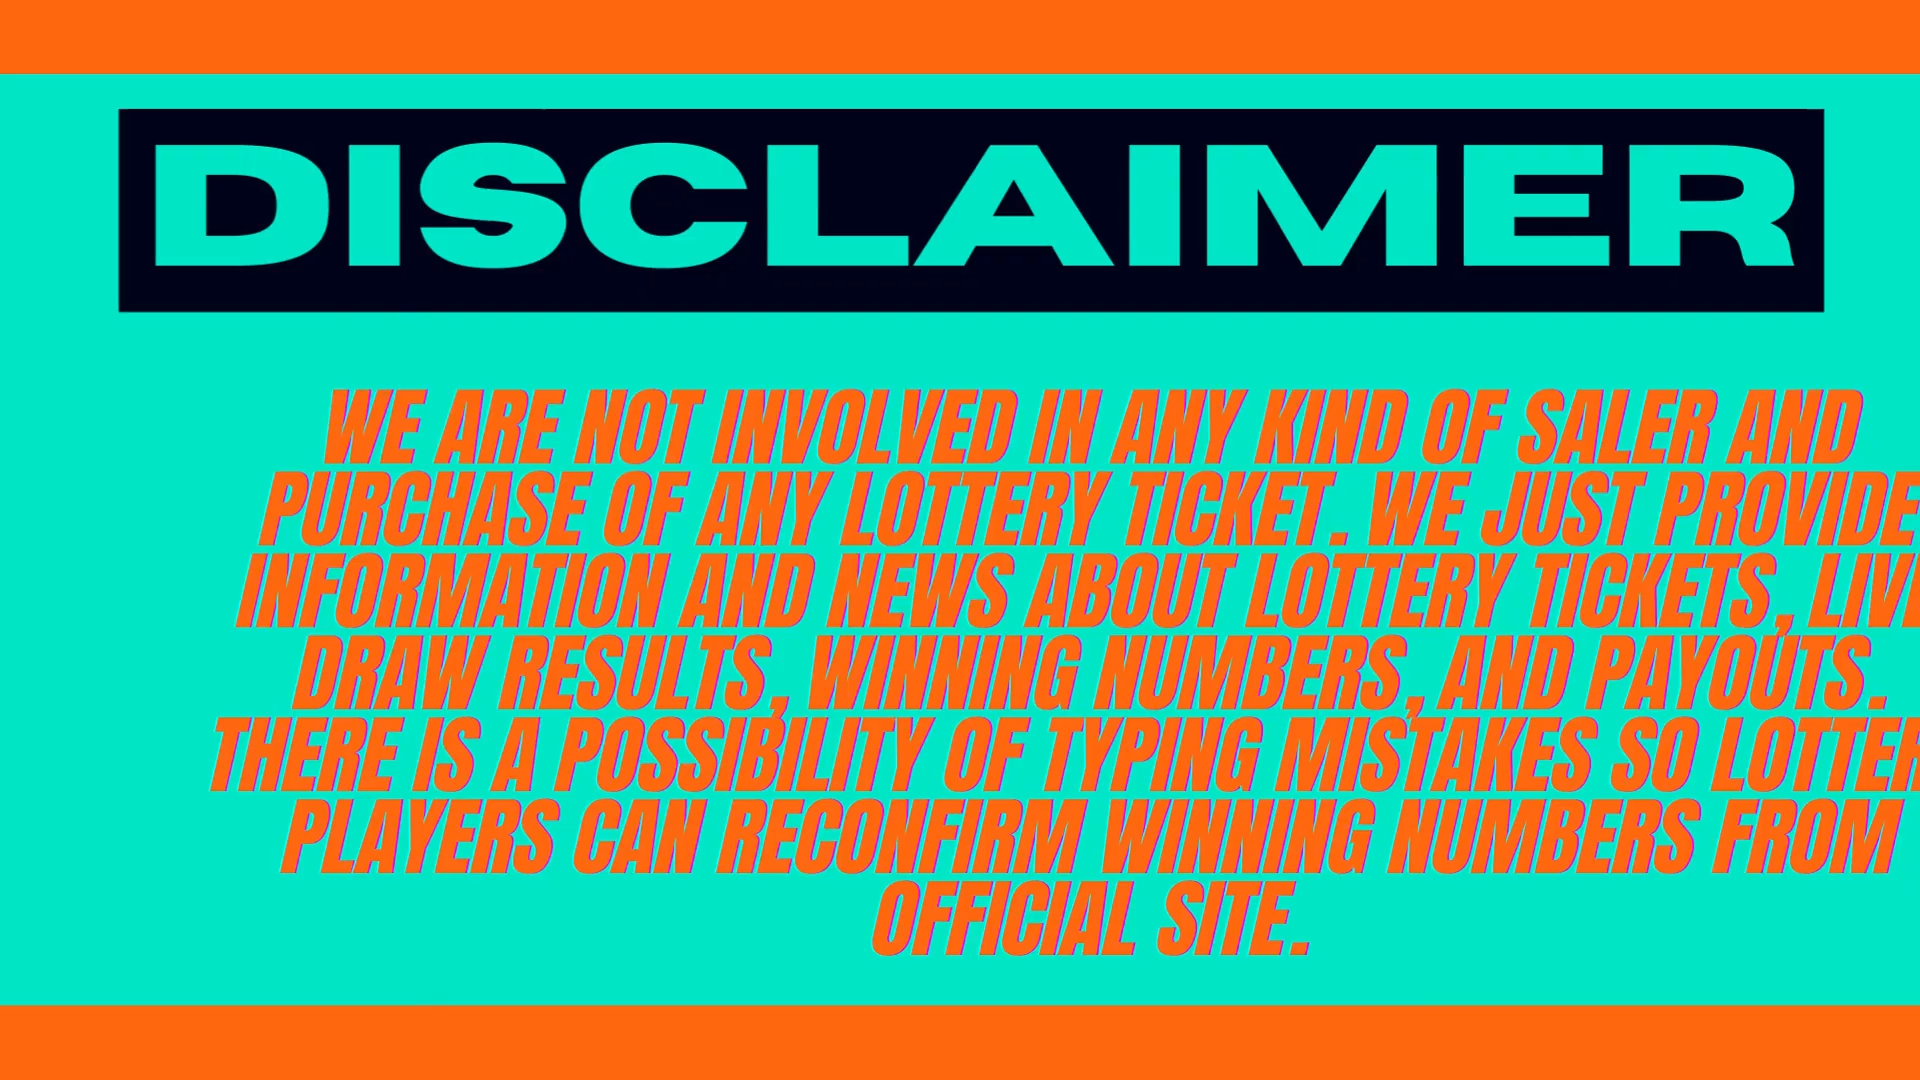 DISCLAIMER
WE ARE NOT INVOLVED IN ANY KIND OF SALER AND
PURCHASE OF ANY LOTTERY TICKET. WE JUST PROVIDE
INFORMATION AND NEWS ABOUT LOTTERY TICKETS, LIVE
DRAW RESULTS, WINNING NUMBERS, AND PAYOUTS.
THERE IS A POSSIBILITY OF TYPING MISTAKES SO LOTTER
PLAYERS CAN RECONFIRM WINNING NUMBERS FROM
OFFICIAL SITE.